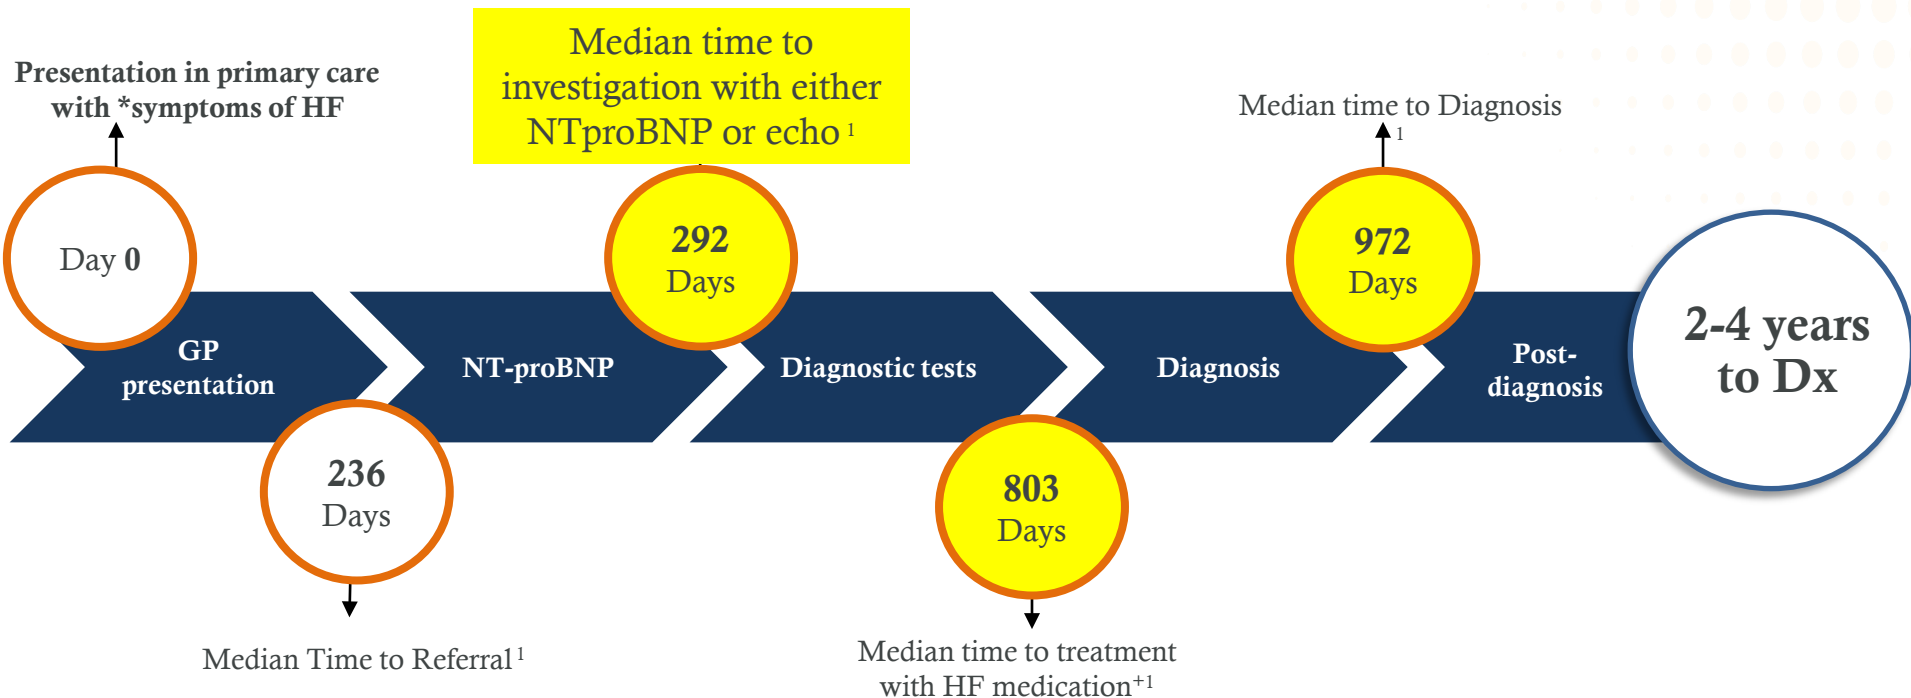 Presentation in primary care
with *symptoms of HF
Median time to
investigation with either
NTproBNP or echo 1
Median time to Diagnosis
1
Day 0
292
Days
972
Days
GP
presentation
NT-proBNP
Diagnostic tests
Diagnosis
Post-
diagnosis
2-4 years
to Dx
236
Days
803
Days
Median Time to Referral 1
Median time to treatment
with HF medication+1